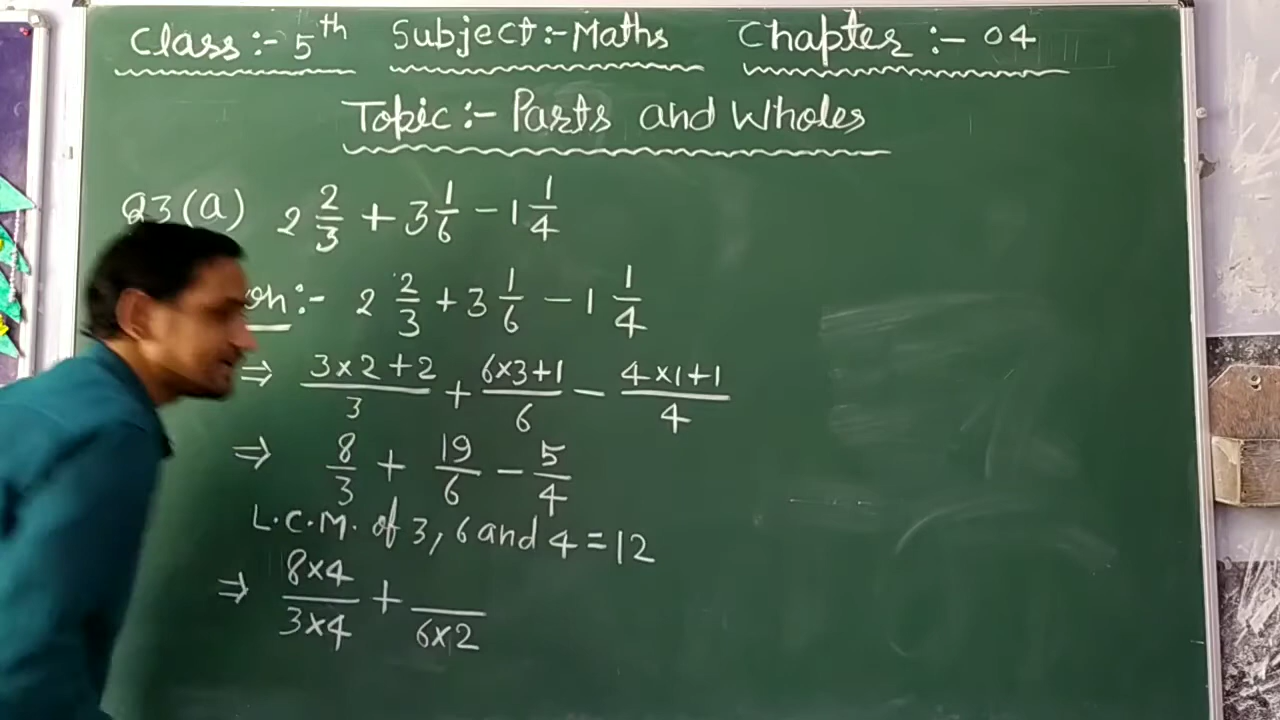 Class:- 5th Subject:- Maths Chapter :- 04
Topic:- Parts and Wholes
Q3(a) 2 2/3 + 3 1/6 - 1 1/4
:- 2 2/3 + 3 1/6 - 1 1/4
⇒ (3×2+2)/3 + (6×3+1)/6 - (4×1+1)/4
⇒ 8/3 + 19/6 - 5/4
L.C.M. of 3, 6 and 4 = 12
⇒ (8×4)/(3×4) + /(6×2)